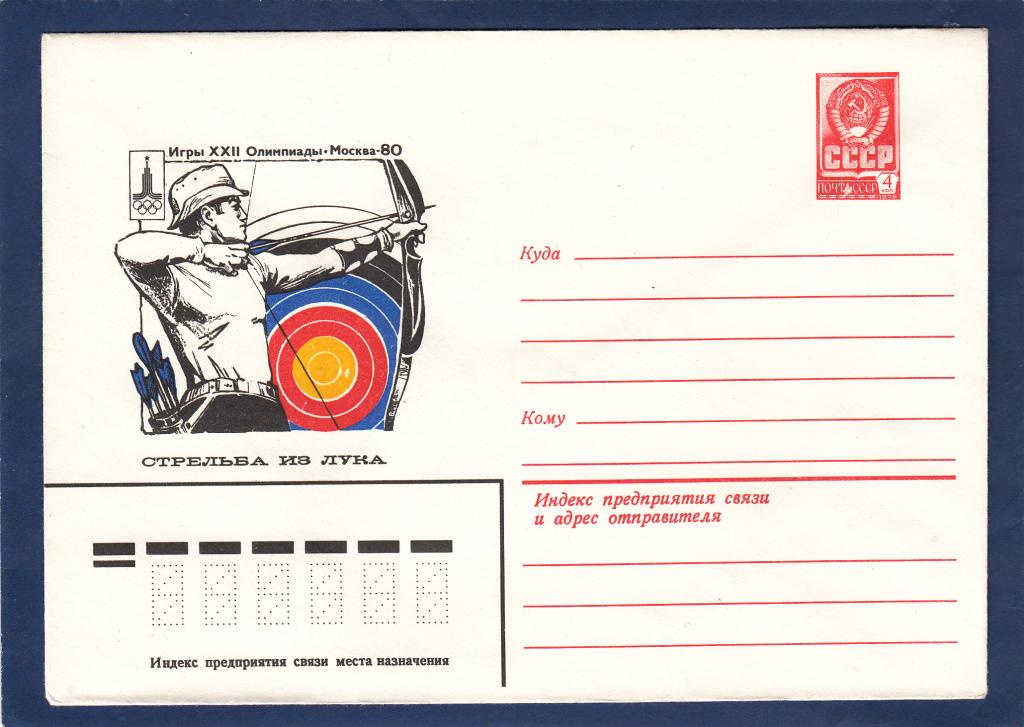 Игры XXII Олимпиады • Москва-80
СТРЕЛЬБА ИЗ ЛУКА
СССР
ПОЧТА СССР
4
КОП
Куда
Кому
Индекс предприятия связи
и адрес отправителя
Индекс предприятия связи места назначения